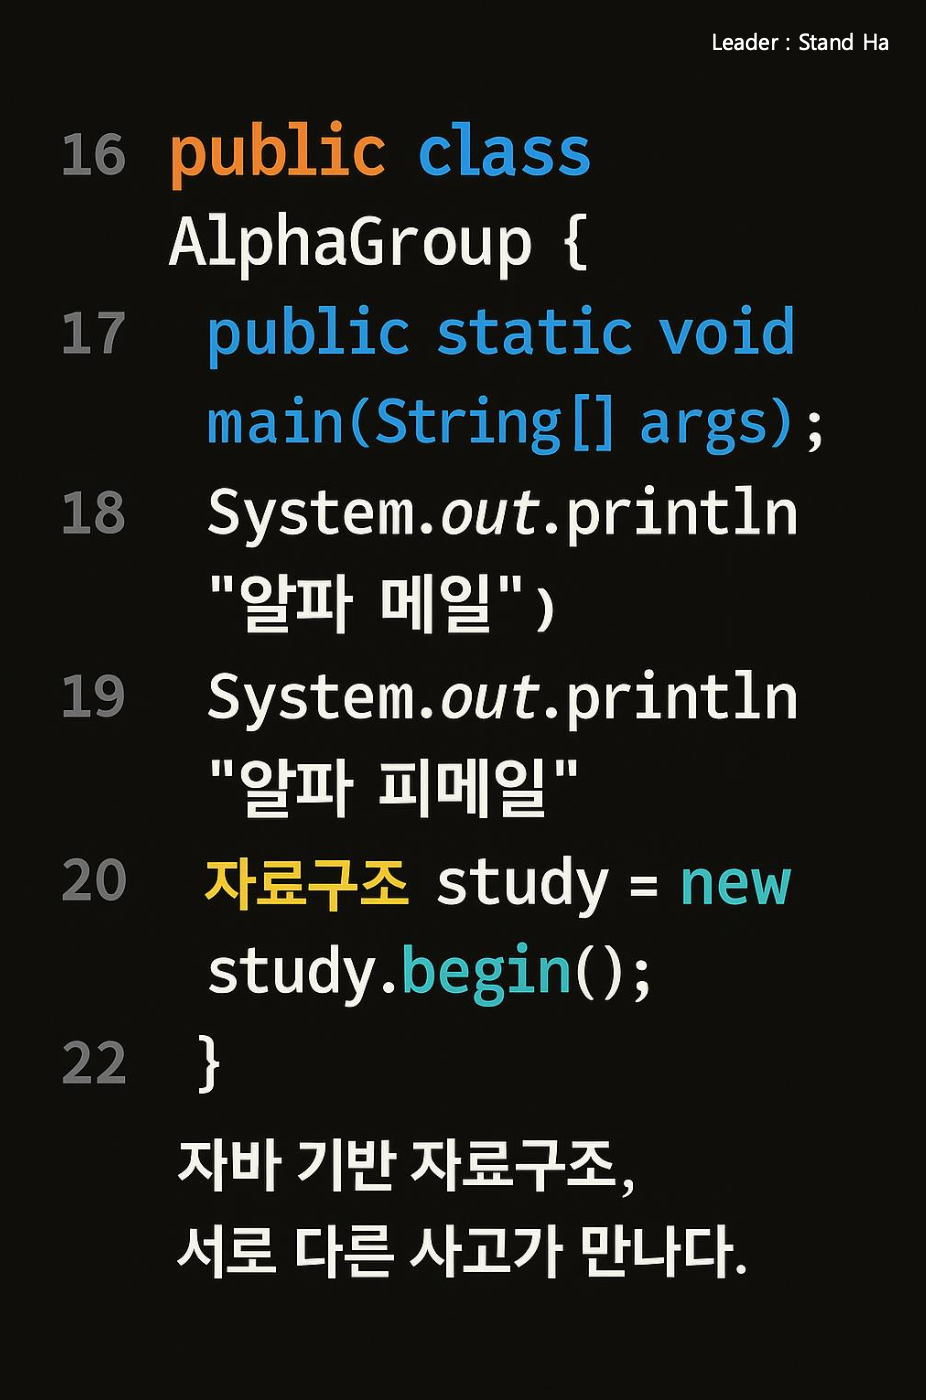 Leader : Stand Ha
16 public class
AlphaGroup {
17 public static void
main(String[] args);
18 System.out.println
"알파 메일")
19 System.out.println
"알파 피메일"
20 자료구조 study = new
study.begin();
22 }
자바 기반 자료구조,
서로 다른 사고가 만나다.